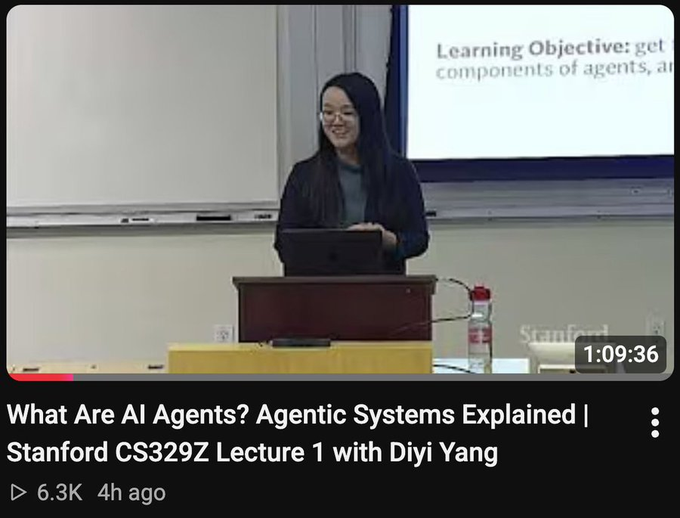 Learning Objective: get
components of agents, a
Stanford
1:09:36
What Are AI Agents? Agentic Systems Explained |
Stanford CS329Z Lecture 1 with Diyi Yang
6.3K 4h ago